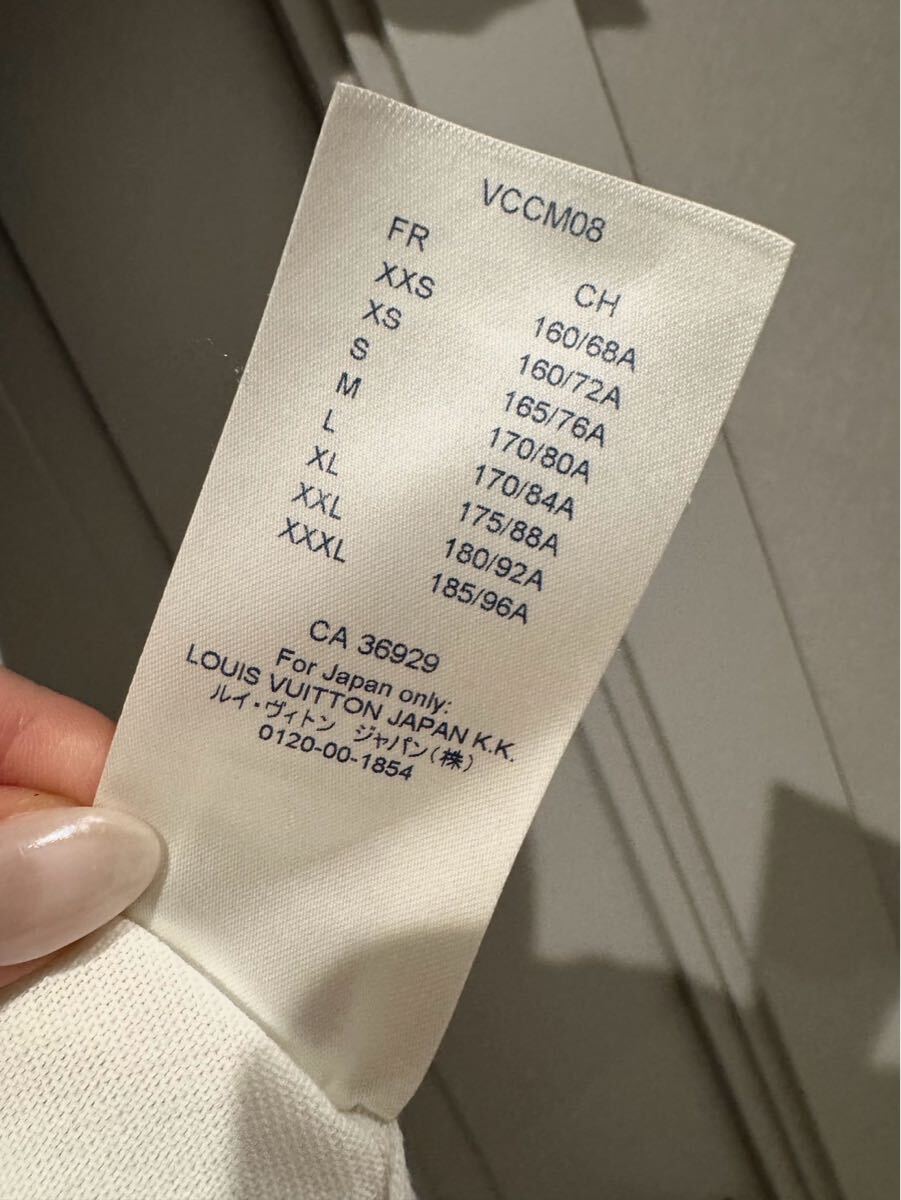 VCCM08
FR CH
XXS 160/68A
XS 160/72A
S 165/76A
M 170/80A
L 170/84A
XL 175/88A
XXL 180/92A
XXXL 185/96A
CA 36929
For Japan only:
LOUIS VUITTON JAPAN K.K.
ルイ・ヴィトン ジャパン(株)
0120-00-1854